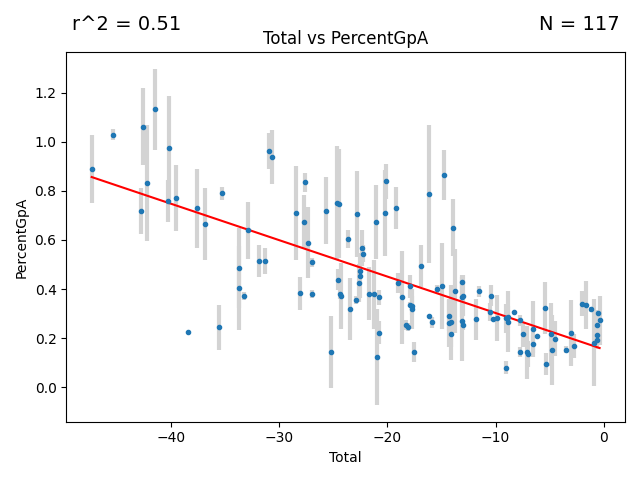 r^2 = 0.51
N = 117
Total vs PercentGpA
1.2
1.0
0.8
0.6
0.4
0.2
0.0
PercentGpA
−40
−30
−20
−10
0
Total